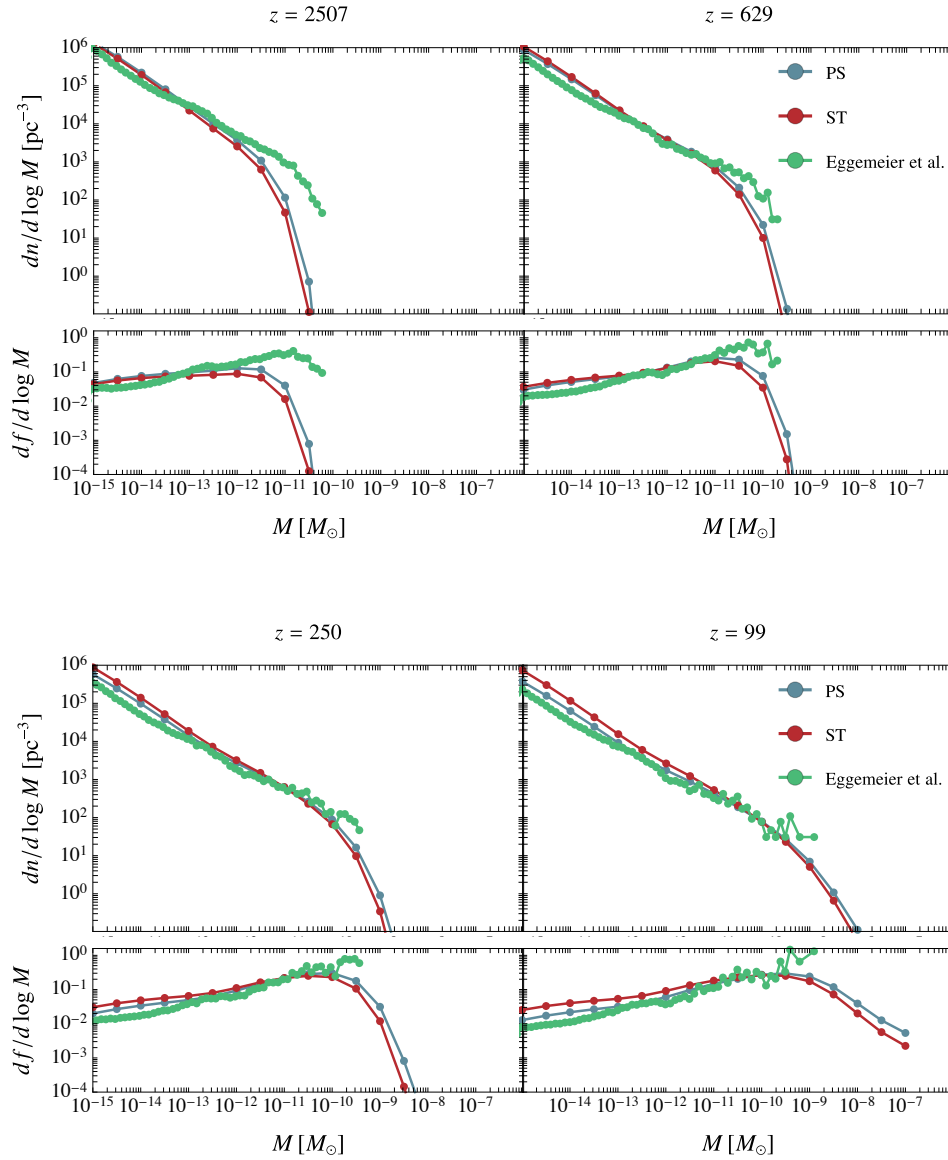 z = 2507
z = 629
10⁶
10⁵
10⁴
10³
10²
10¹
10⁰
dn/d log M [pc⁻³]
PS
ST
Eggemeier et al.
10⁰
10⁻¹
10⁻²
10⁻³
10⁻⁴
df/d log M
10⁻¹⁵ 10⁻¹⁴ 10⁻¹³ 10⁻¹² 10⁻¹¹ 10⁻¹⁰ 10⁻⁹ 10⁻⁸ 10⁻⁷
10⁻¹⁴ 10⁻¹³ 10⁻¹² 10⁻¹¹ 10⁻¹⁰ 10⁻⁹ 10⁻⁸ 10⁻⁷
M [M☉]
M [M☉]
z = 250
z = 99
10⁶
10⁵
10⁴
10³
10²
10¹
10⁰
dn/d log M [pc⁻³]
PS
ST
Eggemeier et al.
10⁰
10⁻¹
10⁻²
10⁻³
10⁻⁴
df/d log M
10⁻¹⁵ 10⁻¹⁴ 10⁻¹³ 10⁻¹² 10⁻¹¹ 10⁻¹⁰ 10⁻⁹ 10⁻⁸ 10⁻⁷
10⁻¹⁴ 10⁻¹³ 10⁻¹² 10⁻¹¹ 10⁻¹⁰ 10⁻⁹ 10⁻⁸ 10⁻⁷
M [M☉]
M [M☉]